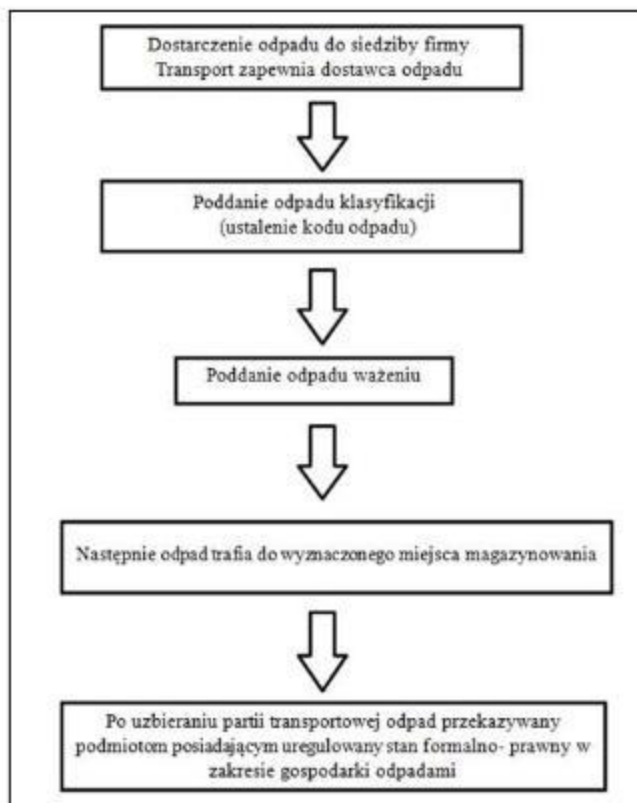 Dostarczenie odpadu do siedziby firmy
Transport zapewnia dostawca odpadu
Poddanie odpadu klasyfikacji
(ustalenie kodu odpadu)
Poddanie odpadu ważeniu
Następnie odpad trafia do wyznaczonego miejsca magazynowania
Po uzbieraniu partii transportowej odpad przekazywany
podmiotom posiadającym uregulowany stan formalno- prawny w
zakresie gospodarki odpadami